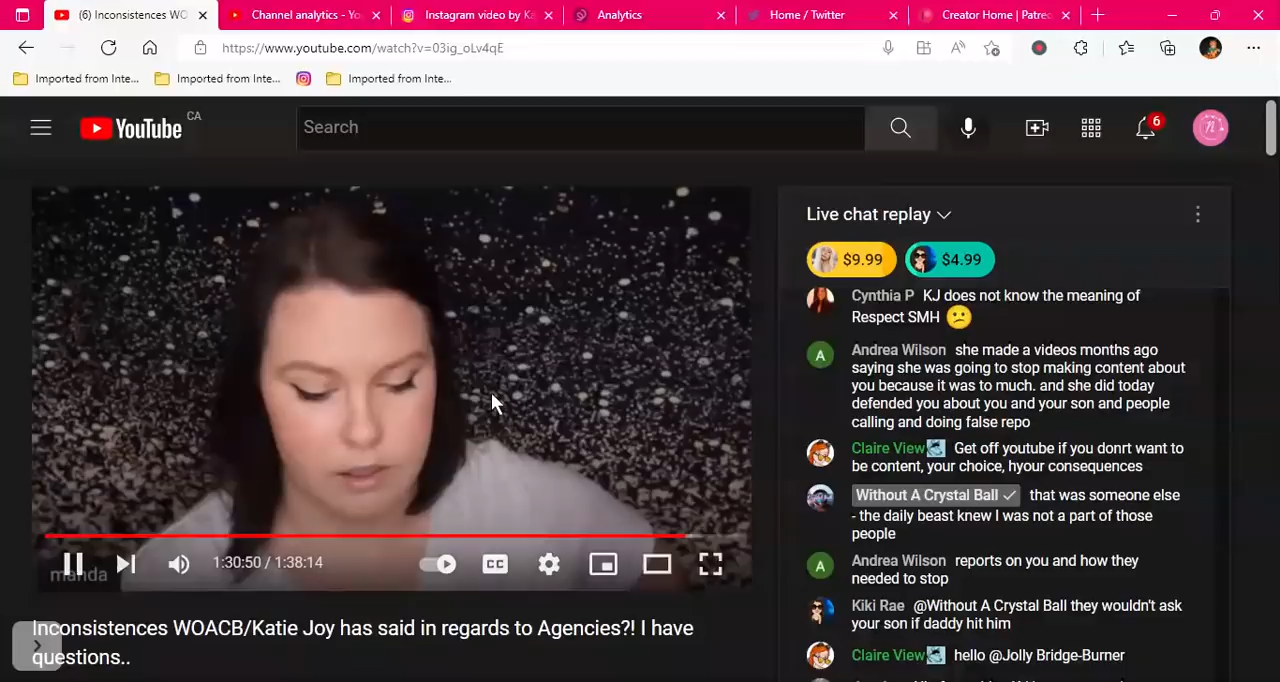 (6) Inconsistences WO
Channel analytics - Yo
Instagram video by Ka
Analytics
Home / Twitter
Creator Home | Patreo
https://www.youtube.com/watch?v=03ig_oLv4qE
Imported from Inte...
Imported from Inte...
Imported from Inte...
YouTube CA
Search
6
Live chat replay
$9.99
$4.99
Cynthia P KJ does not know the meaning of
Respect SMH
A
Andrea Wilson she made a videos months ago
saying she was going to stop making content about
you because it was to much. and she did today
defended you about you and your son and people
calling and doing false repo
Claire View Get off youtube if you donrt want to
be content, your choice, hyour consequences
Without A Crystal Ball that was someone else
- the daily beast knew I was not a part of those
people
A
Andrea Wilson reports on you and how they
needed to stop
Kiki Rae @Without A Crystal Ball they wouldn't ask
your son if daddy hit him
Claire View hello @Jolly Bridge-Burner
1:30:50 / 1:38:14
CC
manda
Inconsistences WOACB/Katie Joy has said in regards to Agencies?! I have
questions..